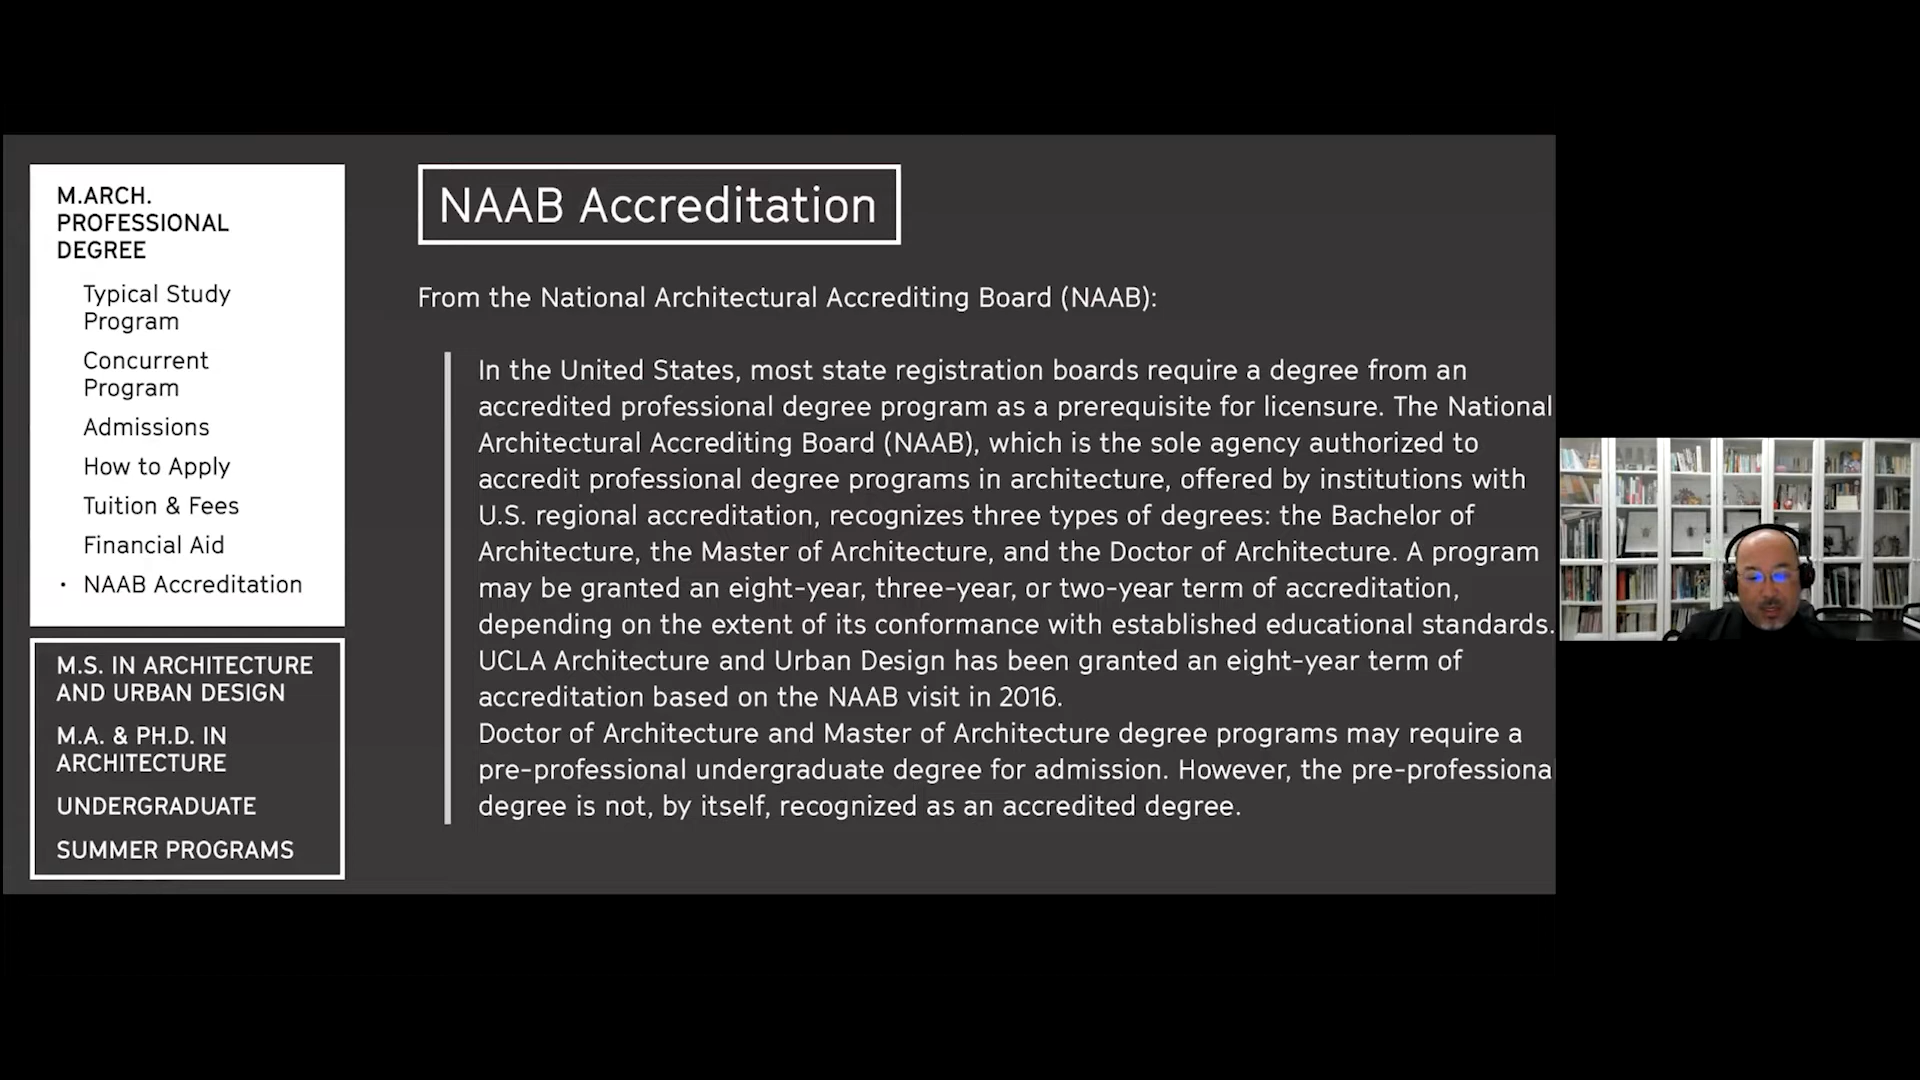 M.ARCH.
PROFESSIONAL
DEGREE
Typical Study
Program
Concurrent
Program
Admissions
How to Apply
Tuition & Fees
Financial Aid
· NAAB Accreditation
M.S. IN ARCHITECTURE
AND URBAN DESIGN
M.A. & PH.D. IN
ARCHITECTURE
UNDERGRADUATE
SUMMER PROGRAMS
NAAB Accreditation
From the National Architectural Accrediting Board (NAAB):
In the United States, most state registration boards require a degree from an
accredited professional degree program as a prerequisite for licensure. The National
Architectural Accrediting Board (NAAB), which is the sole agency authorized to
accredit professional degree programs in architecture, offered by institutions with
U.S. regional accreditation, recognizes three types of degrees: the Bachelor of
Architecture, the Master of Architecture, and the Doctor of Architecture. A program
may be granted an eight-year, three-year, or two-year term of accreditation,
depending on the extent of its conformance with established educational standards.
UCLA Architecture and Urban Design has been granted an eight-year term of
accreditation based on the NAAB visit in 2016.
Doctor of Architecture and Master of Architecture degree programs may require a
pre-professional undergraduate degree for admission. However, the pre-professiona
degree is not, by itself, recognized as an accredited degree.